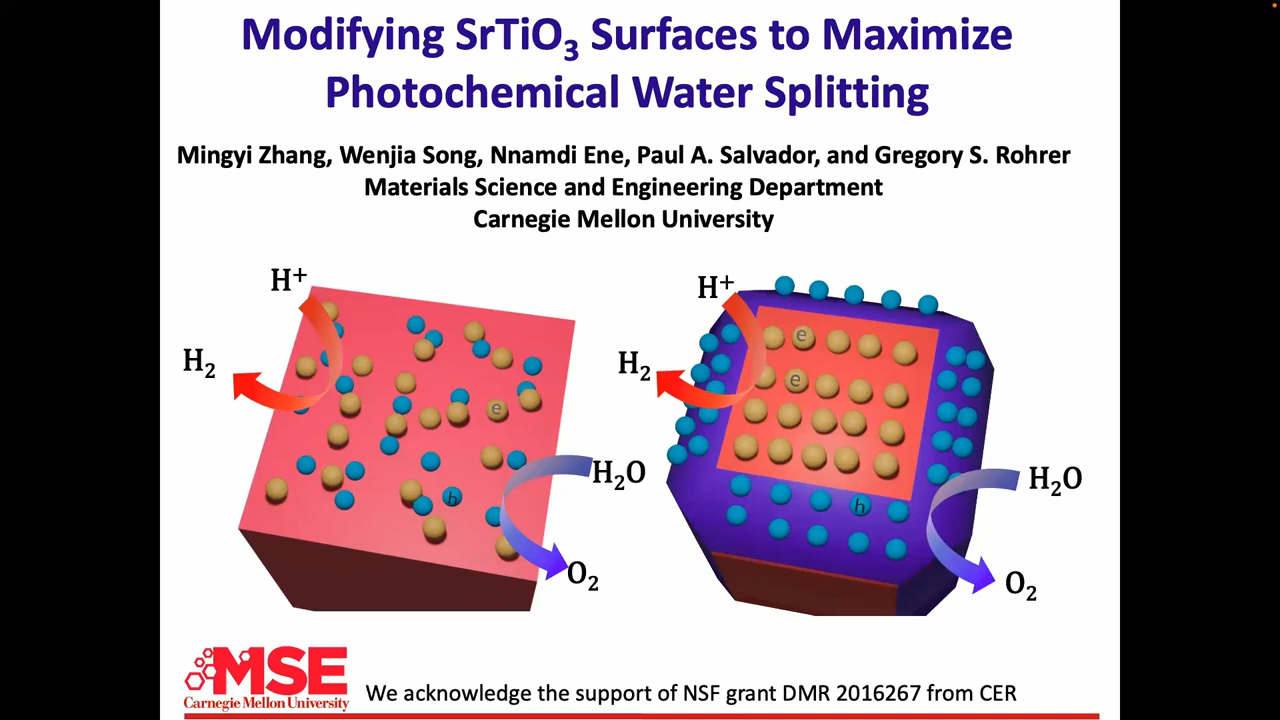 Modifying SrTiO₃ Surfaces to Maximize
Photochemical Water Splitting
Mingyi Zhang, Wenjia Song, Nnamdi Ene, Paul A. Salvador, and Gregory S. Rohrer
Materials Science and Engineering Department
Carnegie Mellon University
H⁺
H₂
e
h
H₂O
O₂
H⁺
H₂
e
e
h
H₂O
O₂
MSE
Carnegie Mellon University
We acknowledge the support of NSF grant DMR 2016267 from CER